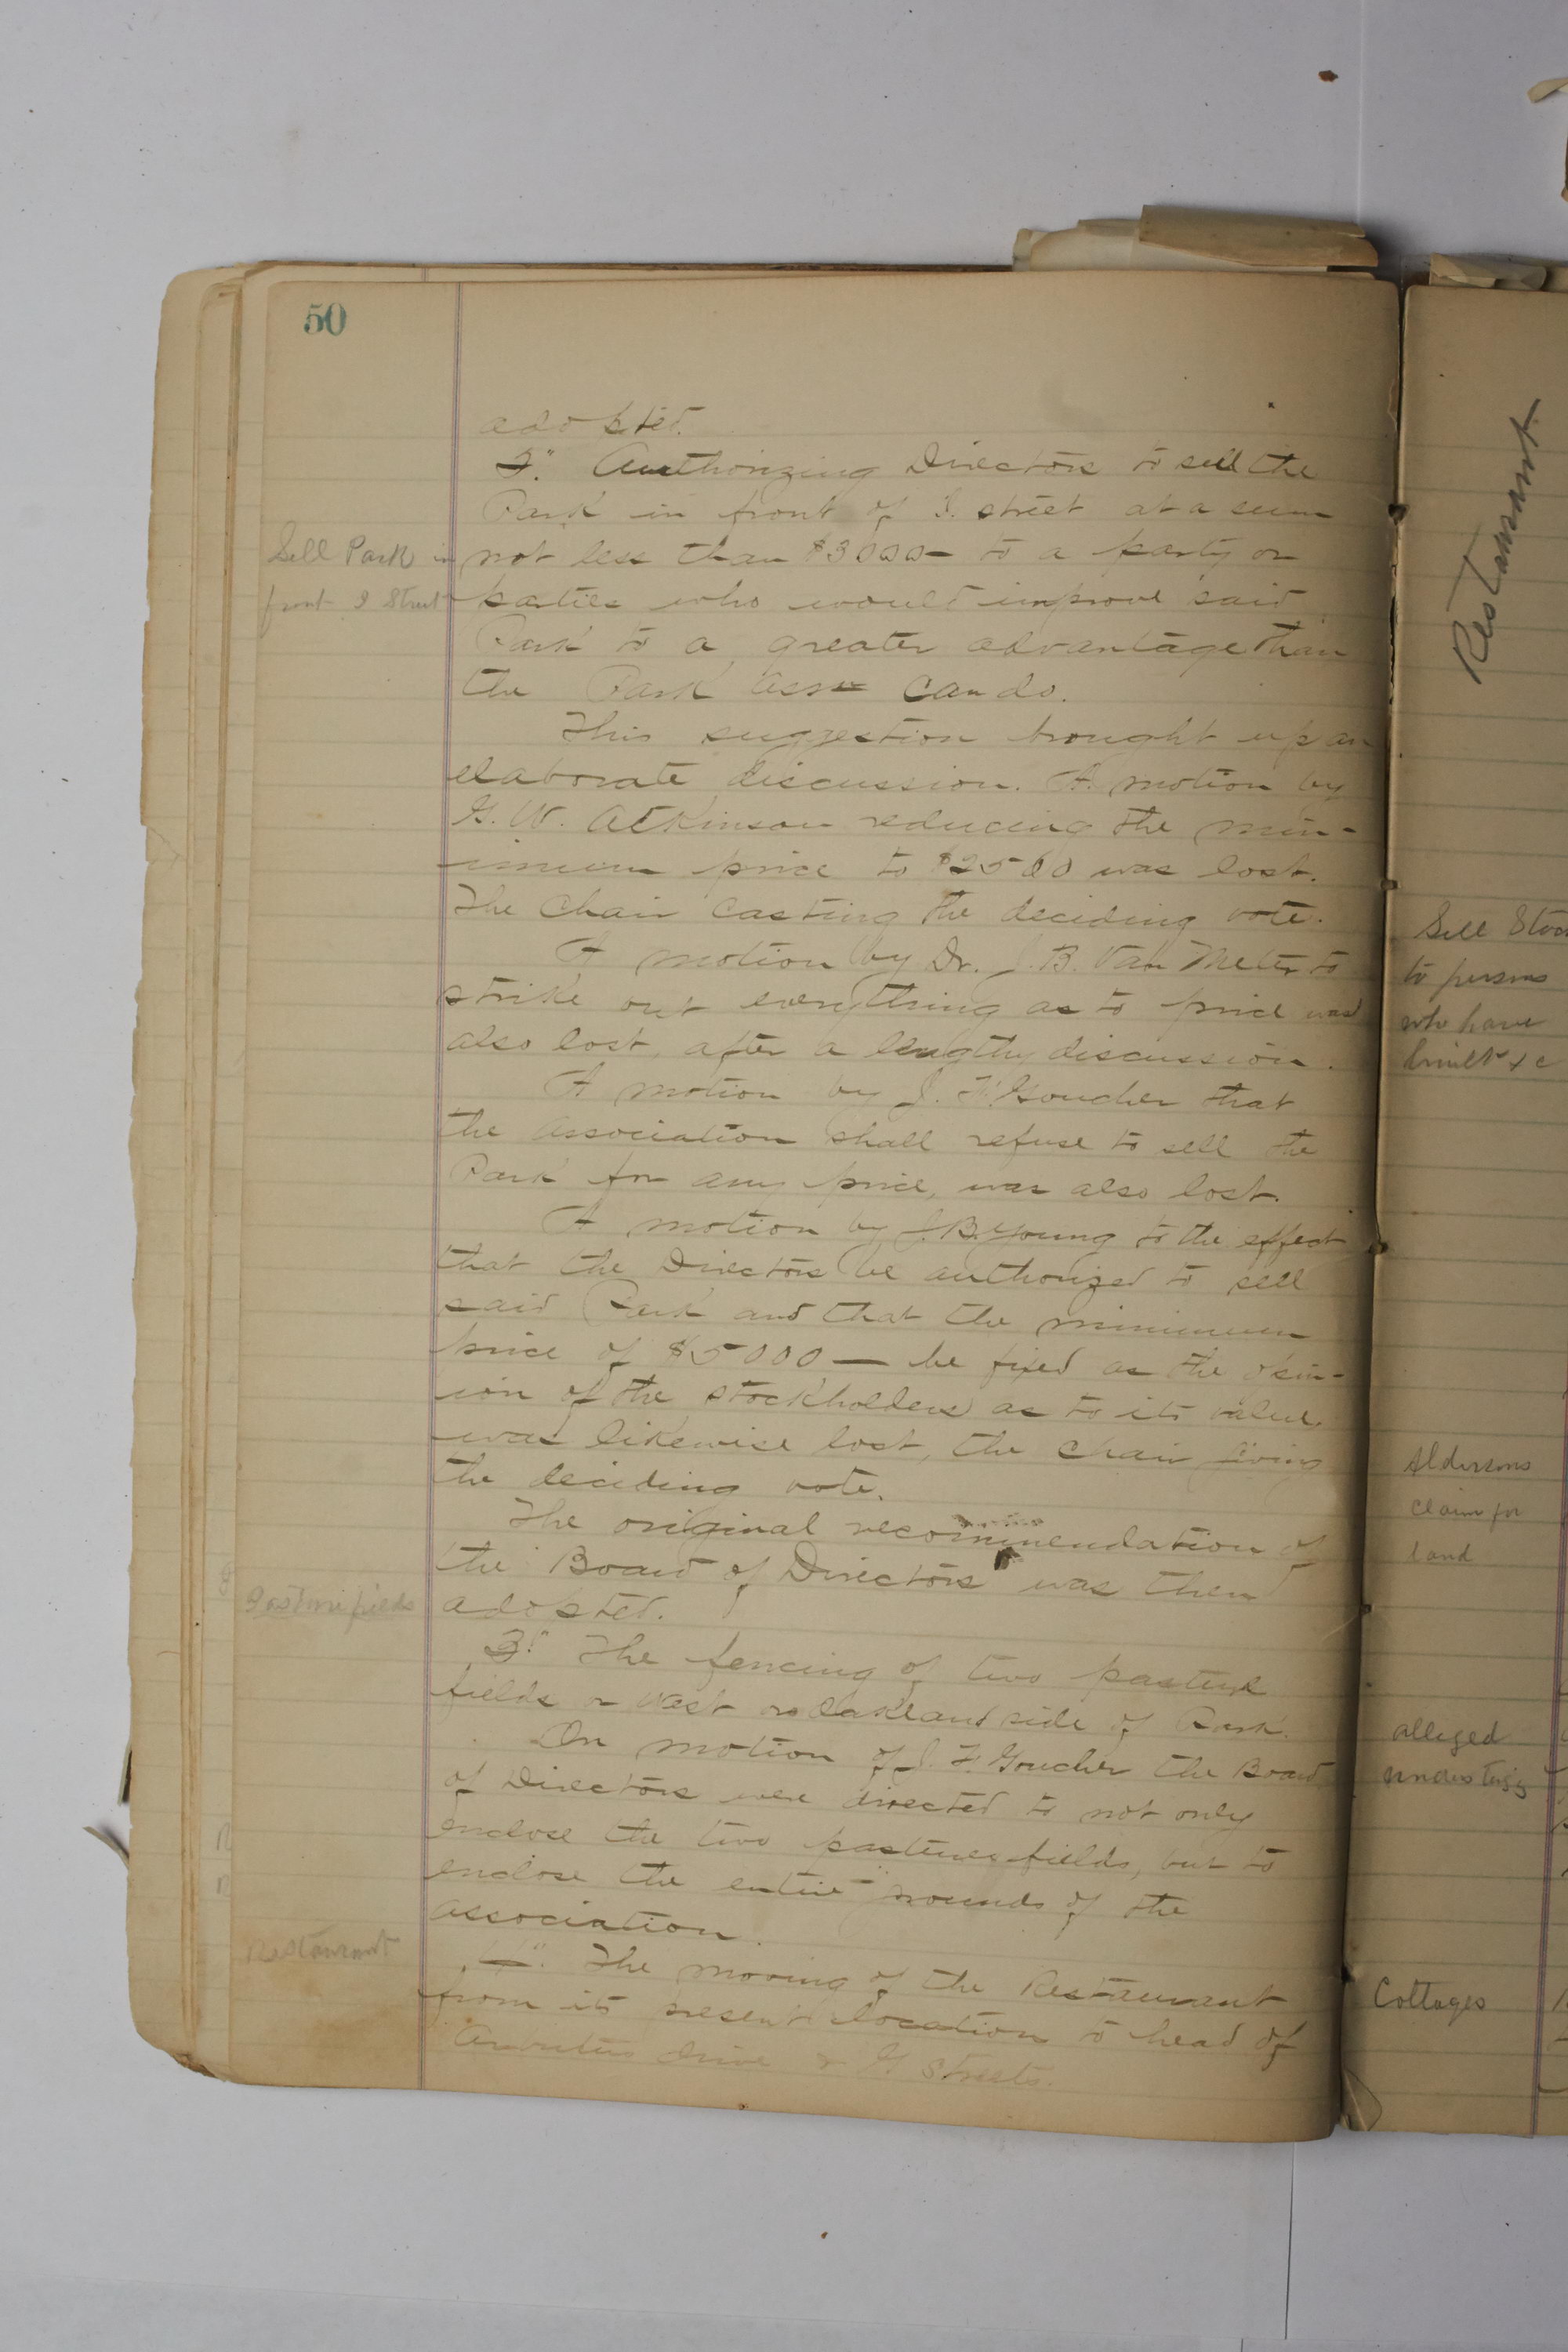 50
adopted.
2". Authorizing Directors to sell the
Park in front of I. street at a sum
Sell Park in
front I Street
not less than $3000— to a party or
parties who would improve said
Park to a greater advantage than
the Park Assn can do.
This suggestion brought up an
elaborate discussion. A motion by
G. W. Atkinson reducing the min-
imum price to $2500 was lost.
The Chair casting the deciding vote.
A motion by Dr. J. B. Van Meter to
strike out everything as to price was
also lost, after a lengthy discussion.
A motion by J. F. Goucher that
the Association shall refuse to sell the
Park for any price, was also lost.
A motion by J. B. Young to the effect
that the Directors be authorized to sell
said Park and that the minimum
price of $5000— be fixed as the opin-
ion of the stockholders as to its value,
was likewise lost, the chair giving
the deciding vote.
The original recommendation of
the Board of Directors was then
adopted.
Pasture fields
3". The fencing of two pasture
fields on West or Oakland side of Park.
On motion of J. F. Goucher the Board
of Directors were directed to not only
enclose the two pasture fields, but to
enclose the entire grounds of the
association.
Restaurant
4". The moving of the Restaurant
from its present location to head of
Arbutus drive & G. Streets.
Restaurant
Sell Stoc
to persons
who have
built &c
Aldersons
claim for
land
alleged
Cottages